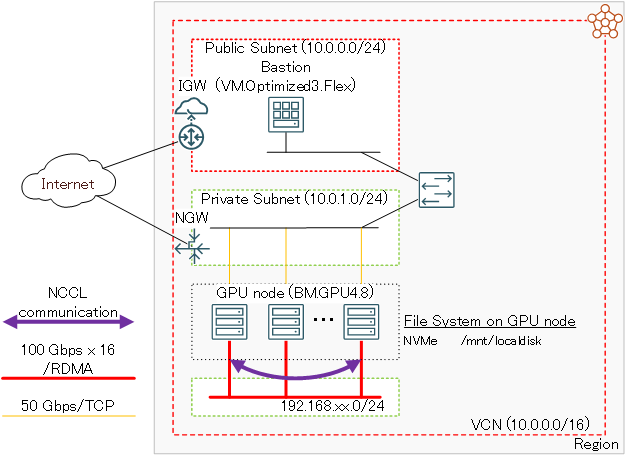 Public Subnet (10.0.0.0/24)
Bastion
IGW (VM.Optimized3.Flex)
Internet
Private Subnet (10.0.1.0/24)
NGW
GPU node (BM.GPU4.8)
...
NCCL
communication
File System on GPU node
NVMe /mnt/localdisk
100 Gbps x 16
/RDMA
50 Gbps/TCP
192.168.xx.0/24
VCN (10.0.0.0/16)
Region